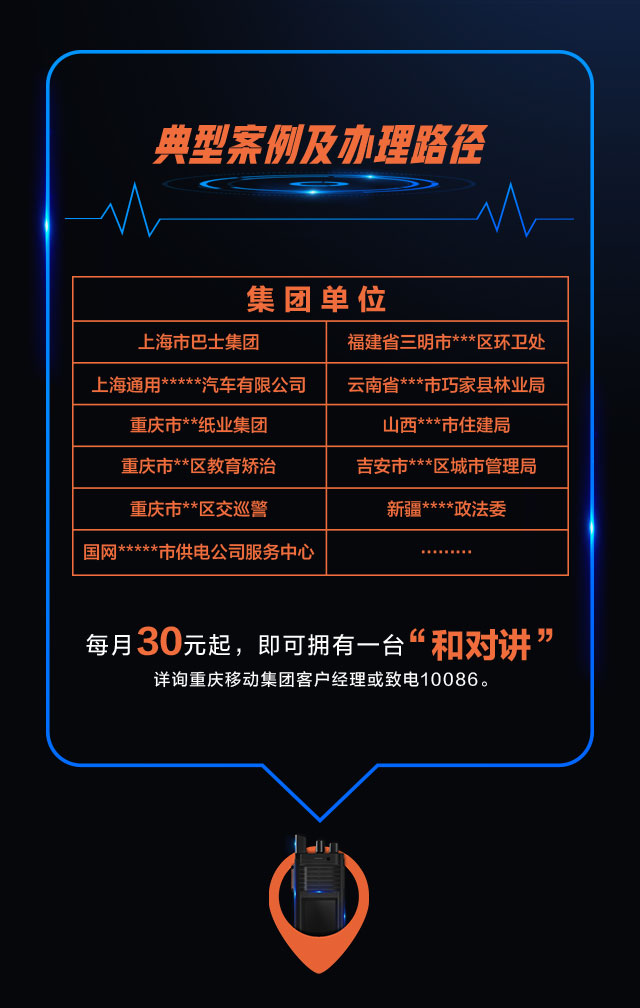 典型案例及办理路径
集团单位
上海市巴士集团 福建省三明市***区环卫处
上海通用*****汽车有限公司 云南省***市巧家县林业局
重庆市**纸业集团 山西***市住建局
重庆市**区教育矫治 吉安市***区城市管理局
重庆市**区交巡警 新疆****政法委
国网*****市供电公司服务中心 ·········
每月30元起，即可拥有一台“和对讲”
详询重庆移动集团客户经理或致电10086。